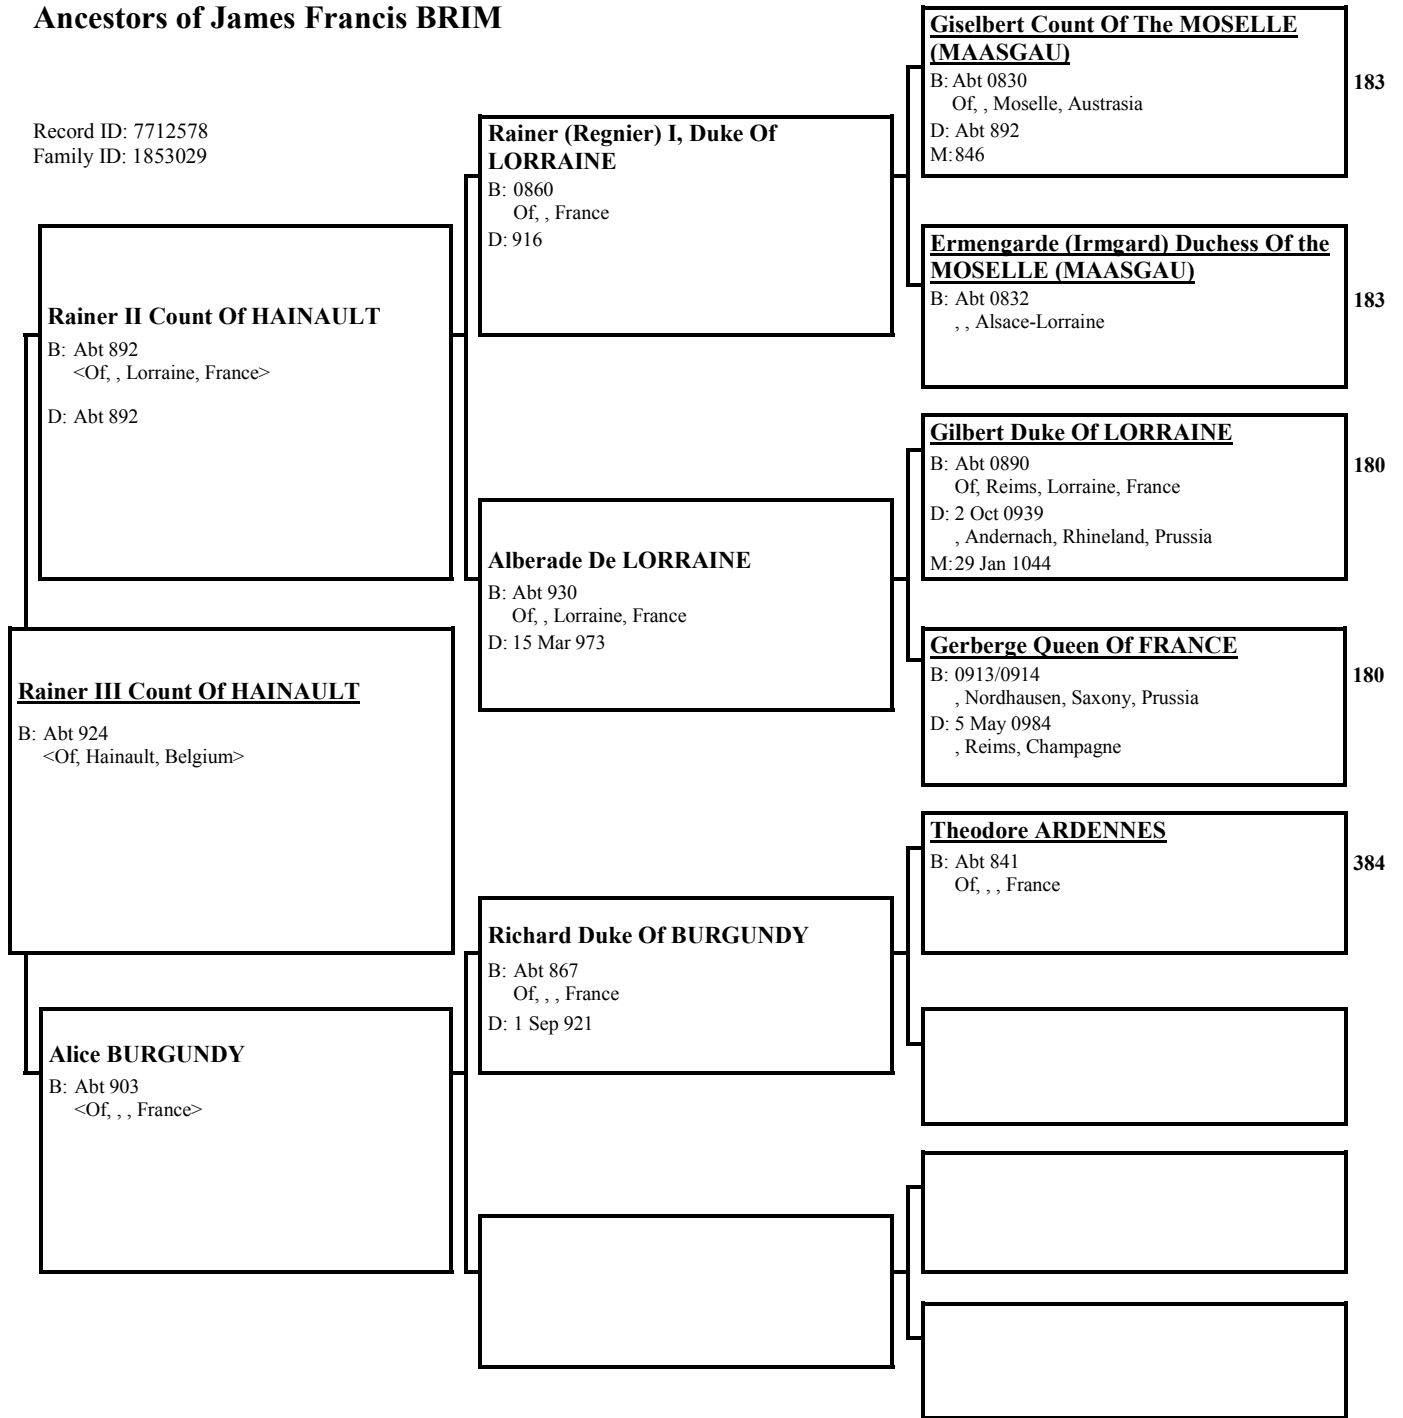 Ancestors of James Francis BRIM
Record ID: 7712578
Family ID: 1853029
Rainer II Count Of HAINAULT
B: Abt 892
<Of, , Lorraine, France>
D: Abt 892
Rainer III Count Of HAINAULT
B: Abt 924
<Of, Hainault, Belgium>
Alice BURGUNDY
B: Abt 903
<Of, , , France>
Rainer (Regnier) I, Duke Of
LORRAINE
B: 0860
Of, , France
D: 916
Alberade De LORRAINE
B: Abt 930
Of, , Lorraine, France
D: 15 Mar 973
Richard Duke Of BURGUNDY
B: Abt 867
Of, , , France
D: 1 Sep 921
Giselbert Count Of The MOSELLE
(MAASGAU)
B: Abt 0830
Of, , Moselle, Austrasia
D: Abt 892
M: 846
183
Ermengarde (Irmgard) Duchess Of the
MOSELLE (MAASGAU)
B: Abt 0832
, , Alsace-Lorraine
183
Gilbert Duke Of LORRAINE
B: Abt 0890
Of, Reims, Lorraine, France
D: 2 Oct 0939
, Andernach, Rhineland, Prussia
M: 29 Jan 1044
180
Gerberge Queen Of FRANCE
B: 0913/0914
, Nordhausen, Saxony, Prussia
D: 5 May 0984
, Reims, Champagne
180
Theodore ARDENNES
B: Abt 841
Of, , , France
384